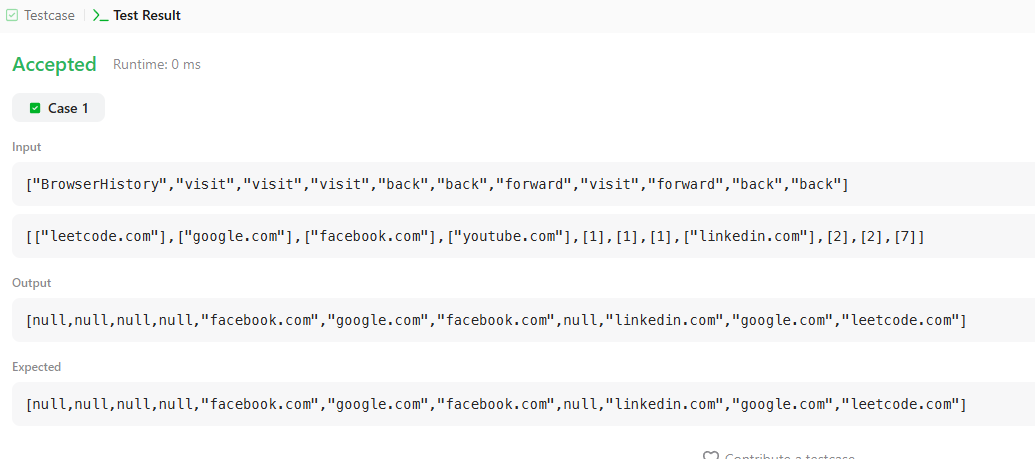 Testcase Test Result
Accepted Runtime: 0 ms
Case 1
Input
["BrowserHistory","visit","visit","visit","back","back","forward","visit","forward","back","back"]
[["leetcode.com"],["google.com"],["facebook.com"],["youtube.com"],[1],[1],[1],["linkedin.com"],[2],[2],[7]]
Output
[null,null,null,null,"facebook.com","google.com","facebook.com",null,"linkedin.com","google.com","leetcode.com"]
Expected
[null,null,null,null,"facebook.com","google.com","facebook.com",null,"linkedin.com","google.com","leetcode.com"]
Contribute a testcase